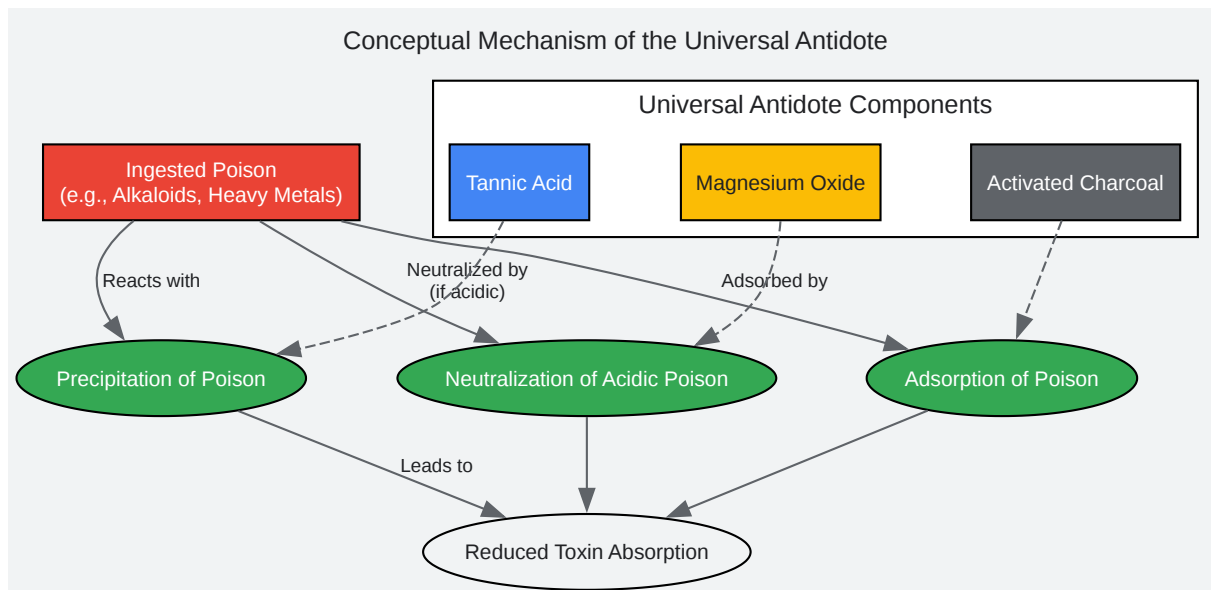 Conceptual Mechanism of the Universal Antidote
Universal Antidote Components
Ingested Poison
(e.g., Alkaloids, Heavy Metals)
Tannic Acid
Magnesium Oxide
Activated Charcoal
Reacts with
Neutralized by
(if acidic)
Adsorbed by
Precipitation of Poison
Neutralization of Acidic Poison
Adsorption of Poison
Leads to
Reduced Toxin Absorption